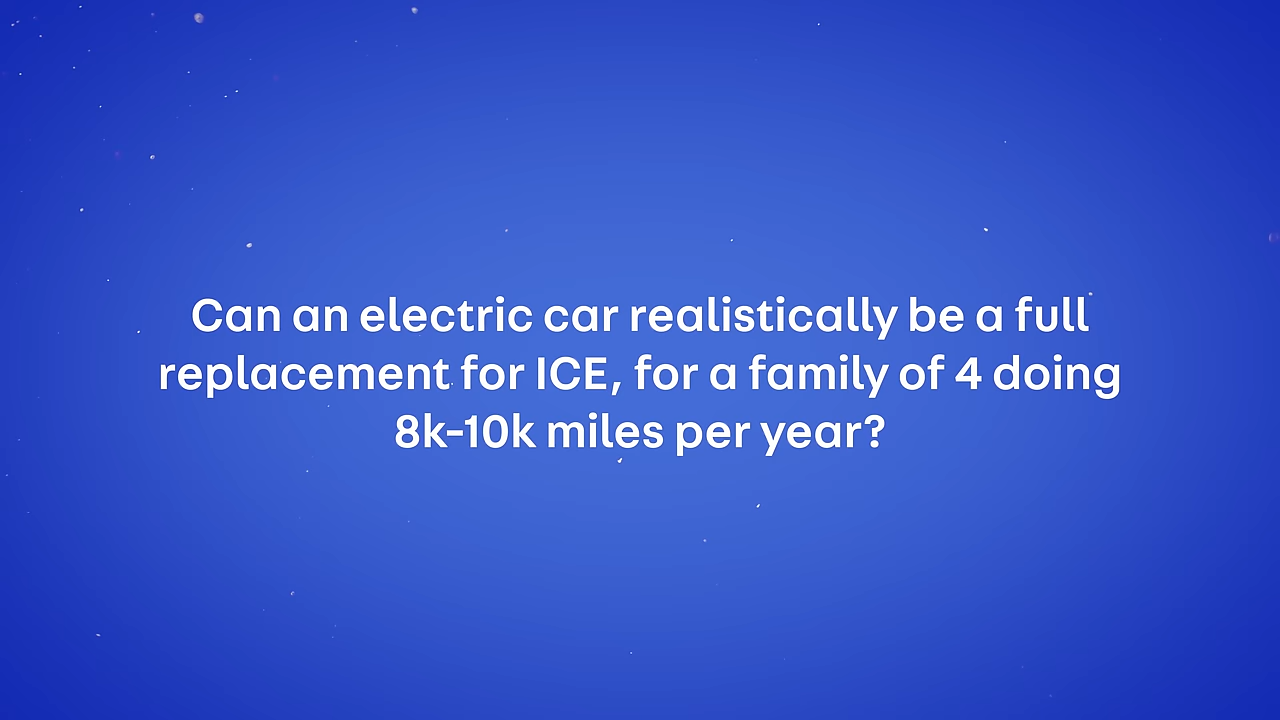 Can an electric car realistically be a full
replacement for ICE, for a family of 4 doing
8k-10k miles per year?